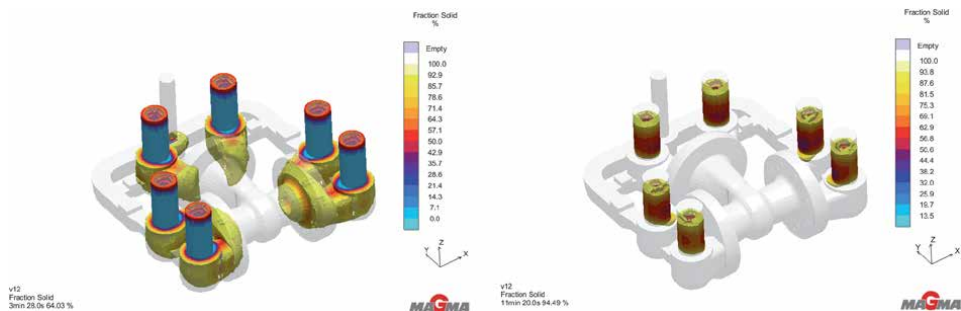 Fraction Solid
%
Empty
100.0
92.9
85.7
78.6
71.4
64.3
57.1
50.0
42.9
35.7
28.6
21.4
14.3
7.1
0.0
Z
Y
X
v12
Fraction Solid
3min 28.0s 64.03 %
MAGMA
Fraction Solid
%
Empty
100.0
93.8
87.6
81.5
75.3
69.1
62.9
56.8
50.6
44.4
38.2
32.0
25.9
19.7
13.5
Z
Y
X
v12
Fraction Solid
11min 20.0s 94.49 %
MAGMA